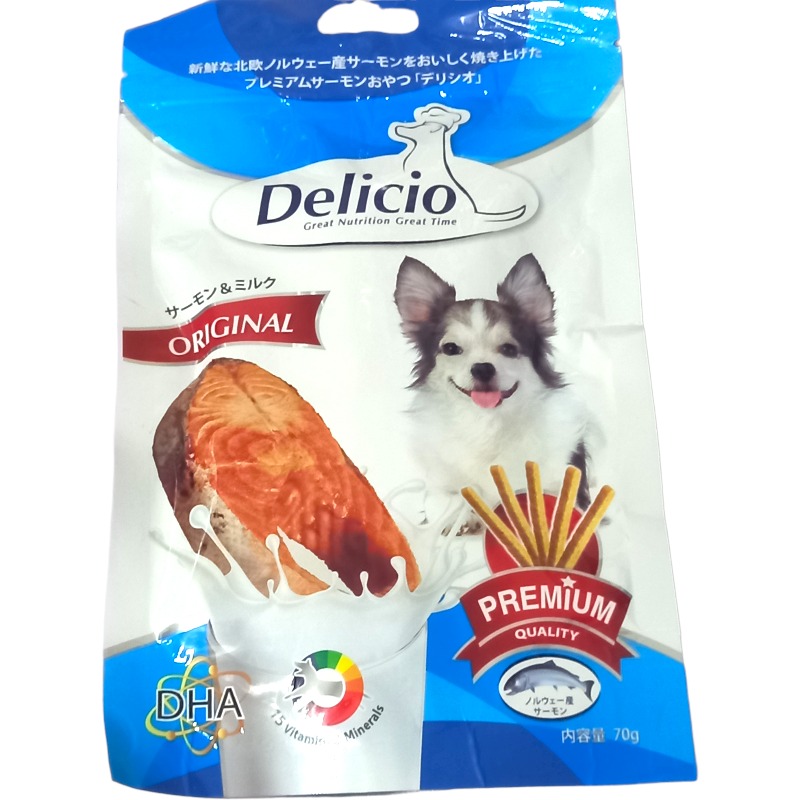 新鮮な北欧ノルウェー産サーモンをおいしく焼き上げた
プレミアムサーモンおやつ「デリシオ」
Delicio
Great Nutrition Great Time
サーモン＆ミルク
ORIGINAL
PREMIUM
QUALITY
ノルウェー産
サーモン
DHA
15 Vitamin Minerals
内容量 70g